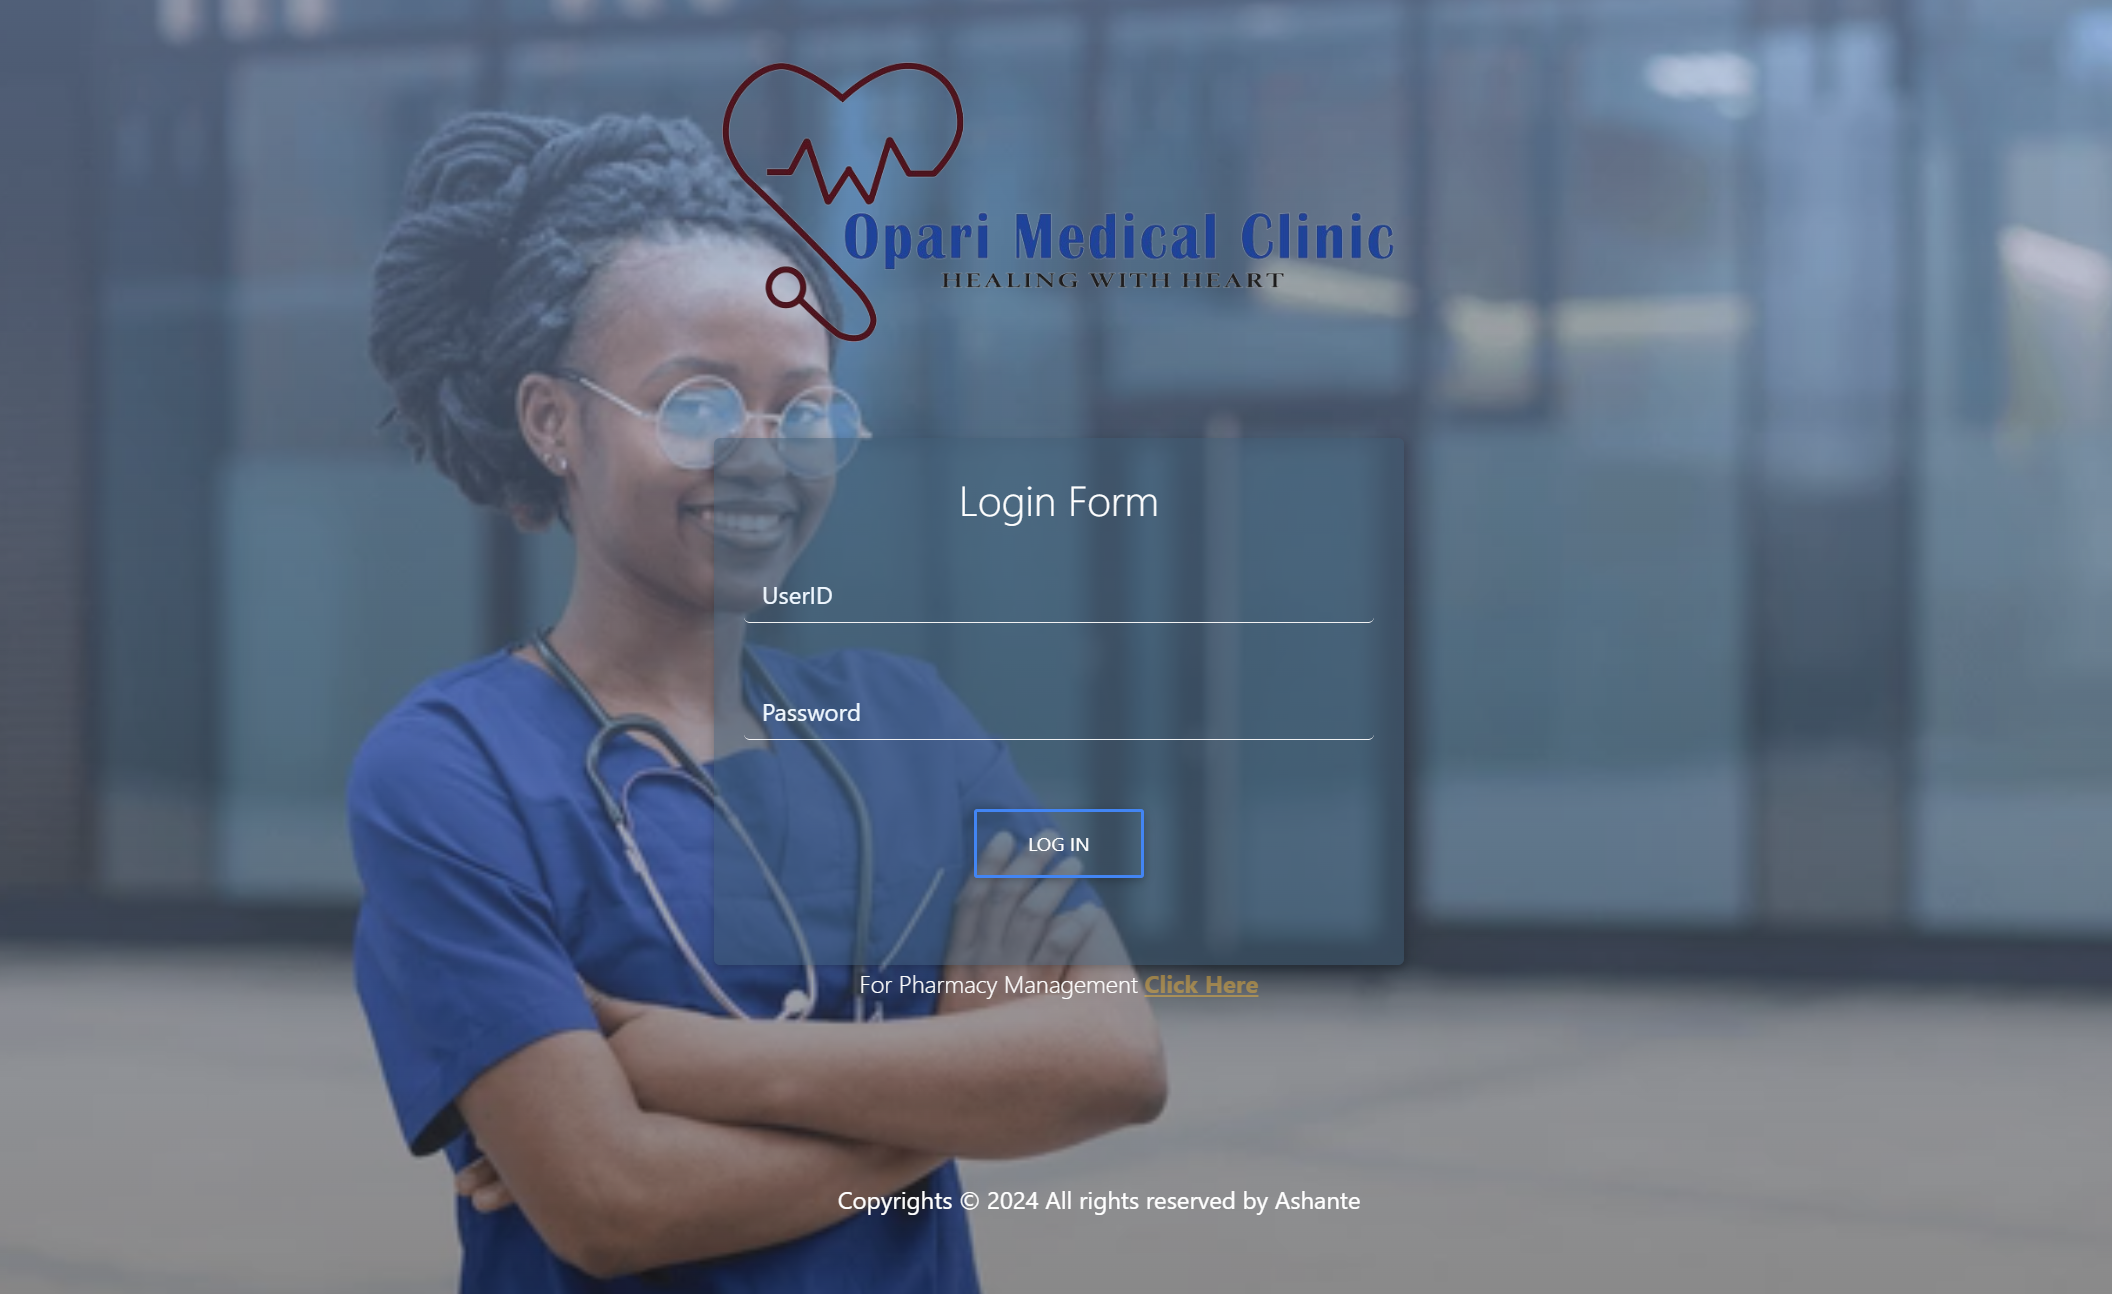 Opari Medical Clinic
HEALING WITH HEART
Login Form
UserID
Password
LOG IN
For Pharmacy Management Click Here
Copyrights © 2024 All rights reserved by Ashante